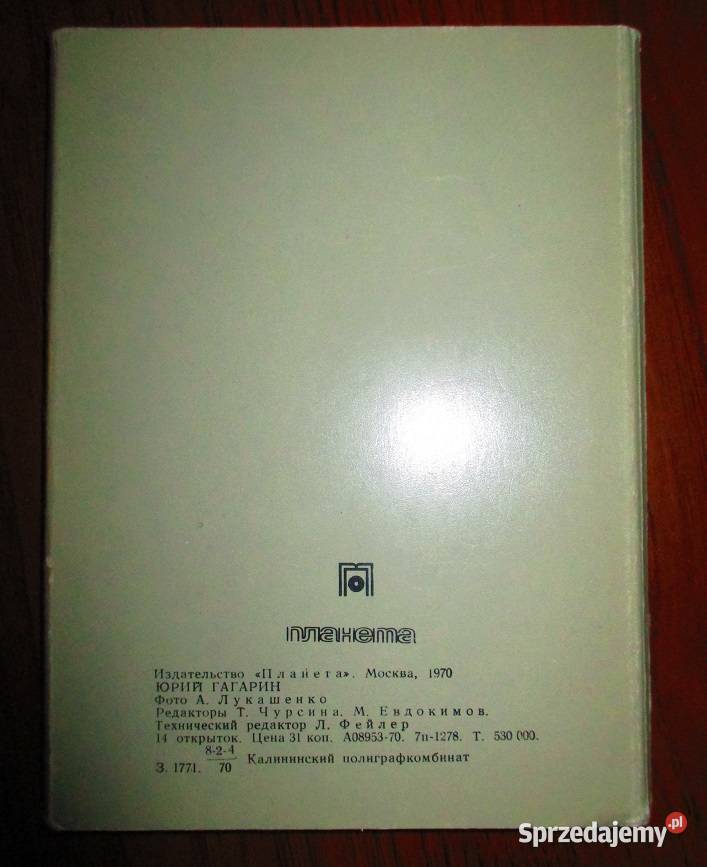 планета
Издательство «Планета». Москва, 1970
ЮРИЙ ГАГАРИН
Фото А. Лукашенко
Редакторы Т. Чурсина, М. Евдокимов.
Технический редактор Л. Фейлер
14 открыток. Цена 31 коп. А08953-70. 7п-1278. Т. 530 000.
8-2-4
З. 1771. 70 Калининский полиграфкомбинат
Sprzedajemy.pl